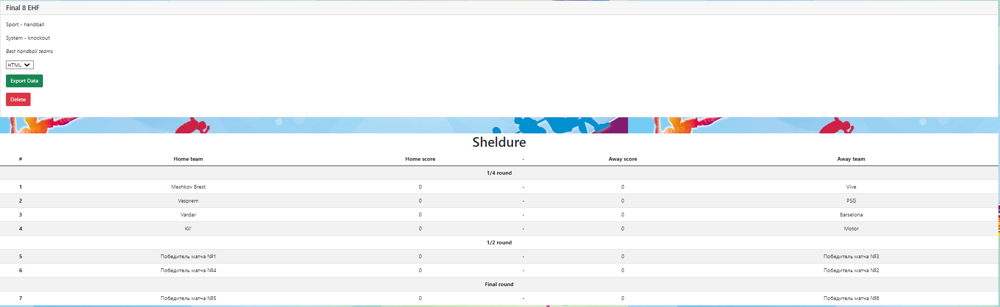 Final 8 EHF
Sport - handball
System - knockout
Best handball teams
HTML
Export Data
Delete
Sheldure
# Home team Home score - Away score Away team
1/4 round
1 Meshkov Brest 0 - 0 Vive
2 Vesprem 0 - 0 PSG
3 Vardar 0 - 0 Barselona
4 Kil' 0 - 0 Motor
1/2 round
5 Победитель матча №1 0 - 0 Победитель матча №3
6 Победитель матча №4 0 - 0 Победитель матча №2
Final round
7 Победитель матча №5 0 - 0 Победитель матча №6